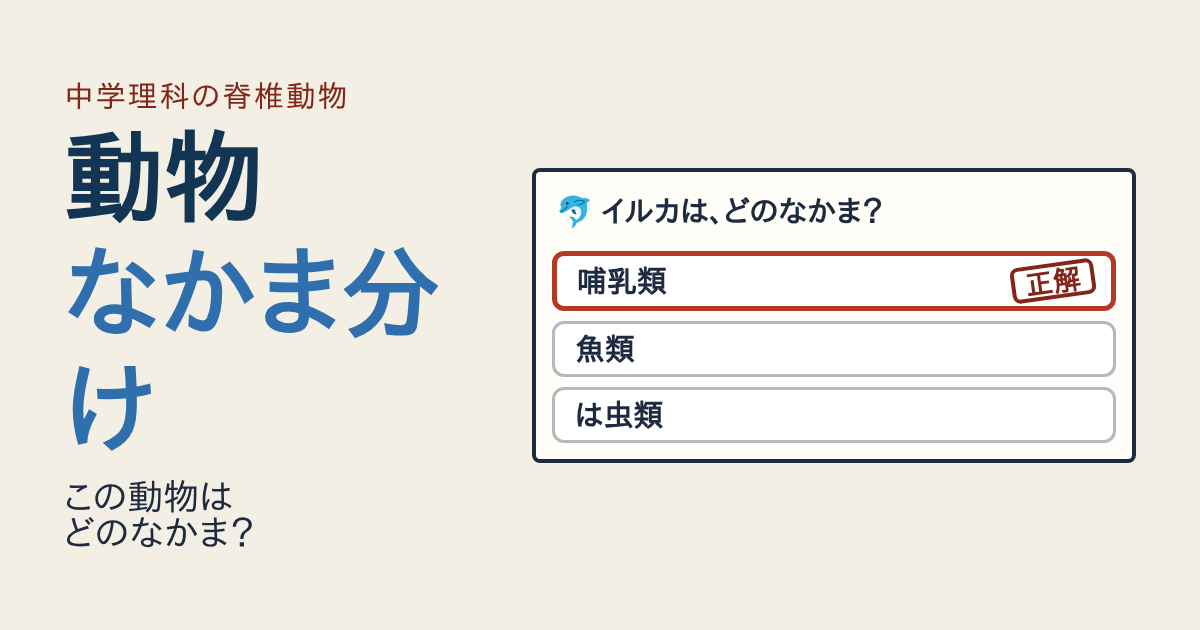 中学理科の脊椎動物
動物
なかま分
け
この動物は
どのなかま?
イルカは、どのなかま?
哺乳類
正解
魚類
は虫類